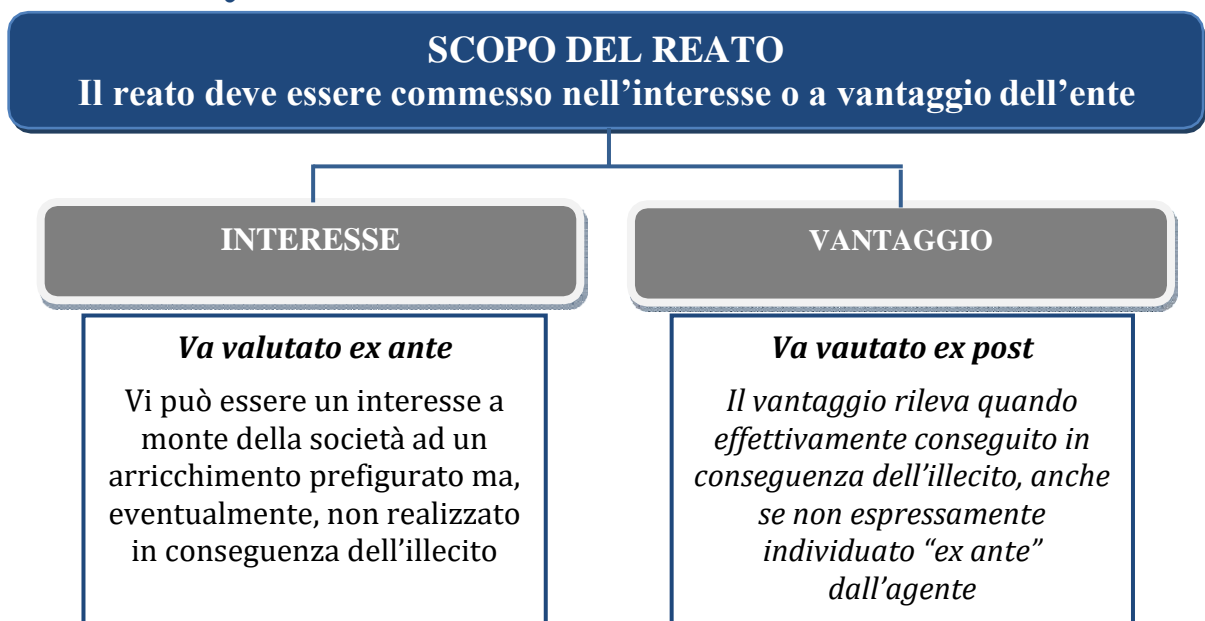 SCOPO DEL REATO
Il reato deve essere commesso nell’interesse o a vantaggio dell’ente
INTERESSE
Va valutato ex ante
Vi può essere un interesse a
monte della società ad un
arricchimento prefigurato ma,
eventualmente, non realizzato
in conseguenza dell’illecito
VANTAGGIO
Va vautato ex post
Il vantaggio rileva quando
effettivamente conseguito in
conseguenza dell’illecito, anche
se non espressamente
individuato “ex ante”
dall’agente